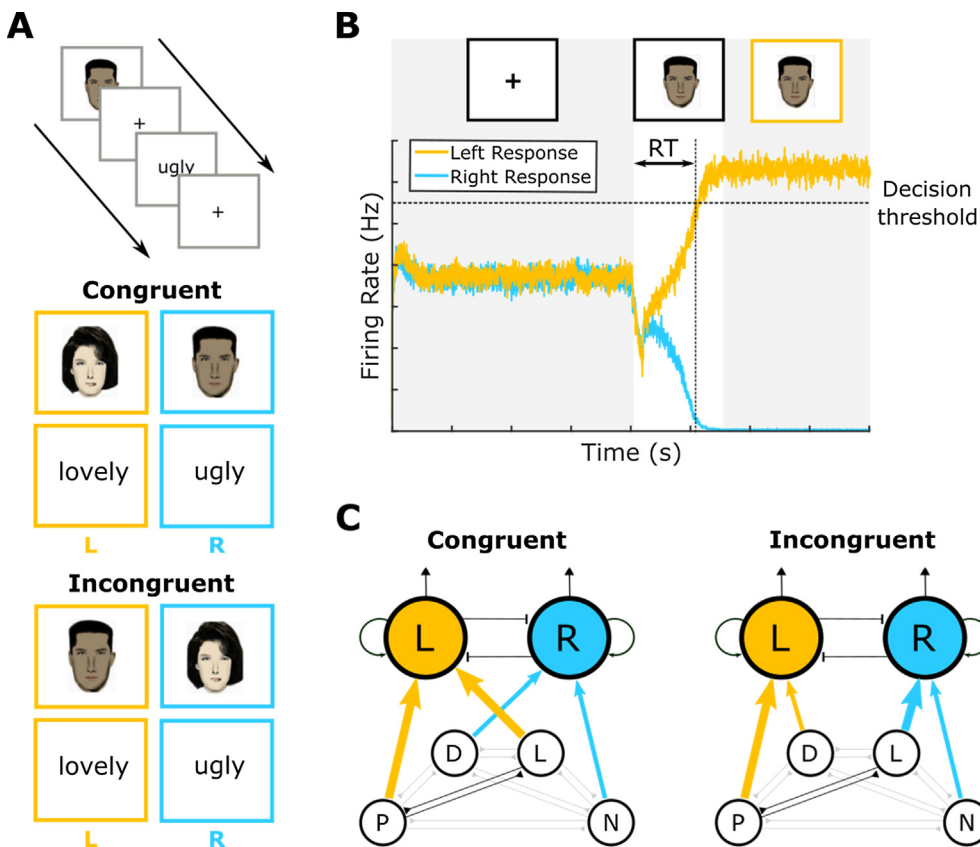 A
+
ugly
+
Congruent
lovely
ugly
L
R
Incongruent
lovely
ugly
L
R
B
+
Left Response
Right Response
RT
Decision
threshold
Firing Rate (Hz)
Time (s)
C
Congruent
L
R
D
L
P
N
Incongruent
L
R
D
L
P
N